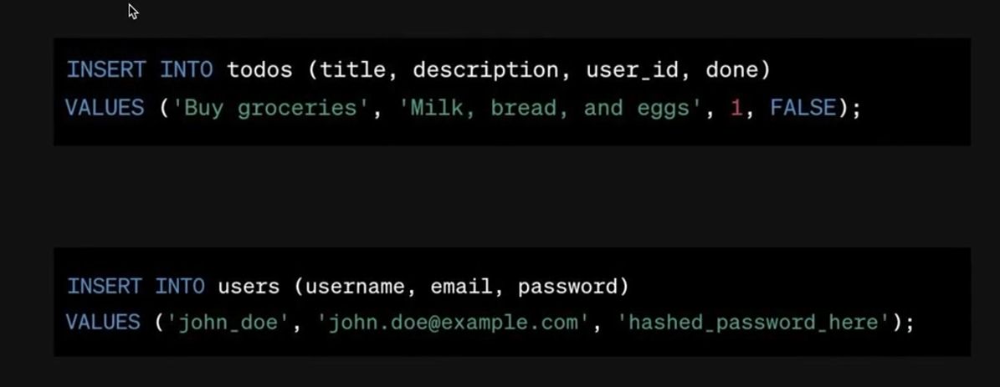 INSERT INTO todos (title, description, user_id, done)
VALUES ('Buy groceries', 'Milk, bread, and eggs', 1, FALSE);
INSERT INTO users (username, email, password)
VALUES ('john_doe', 'john.doe@example.com', 'hashed_password_here');